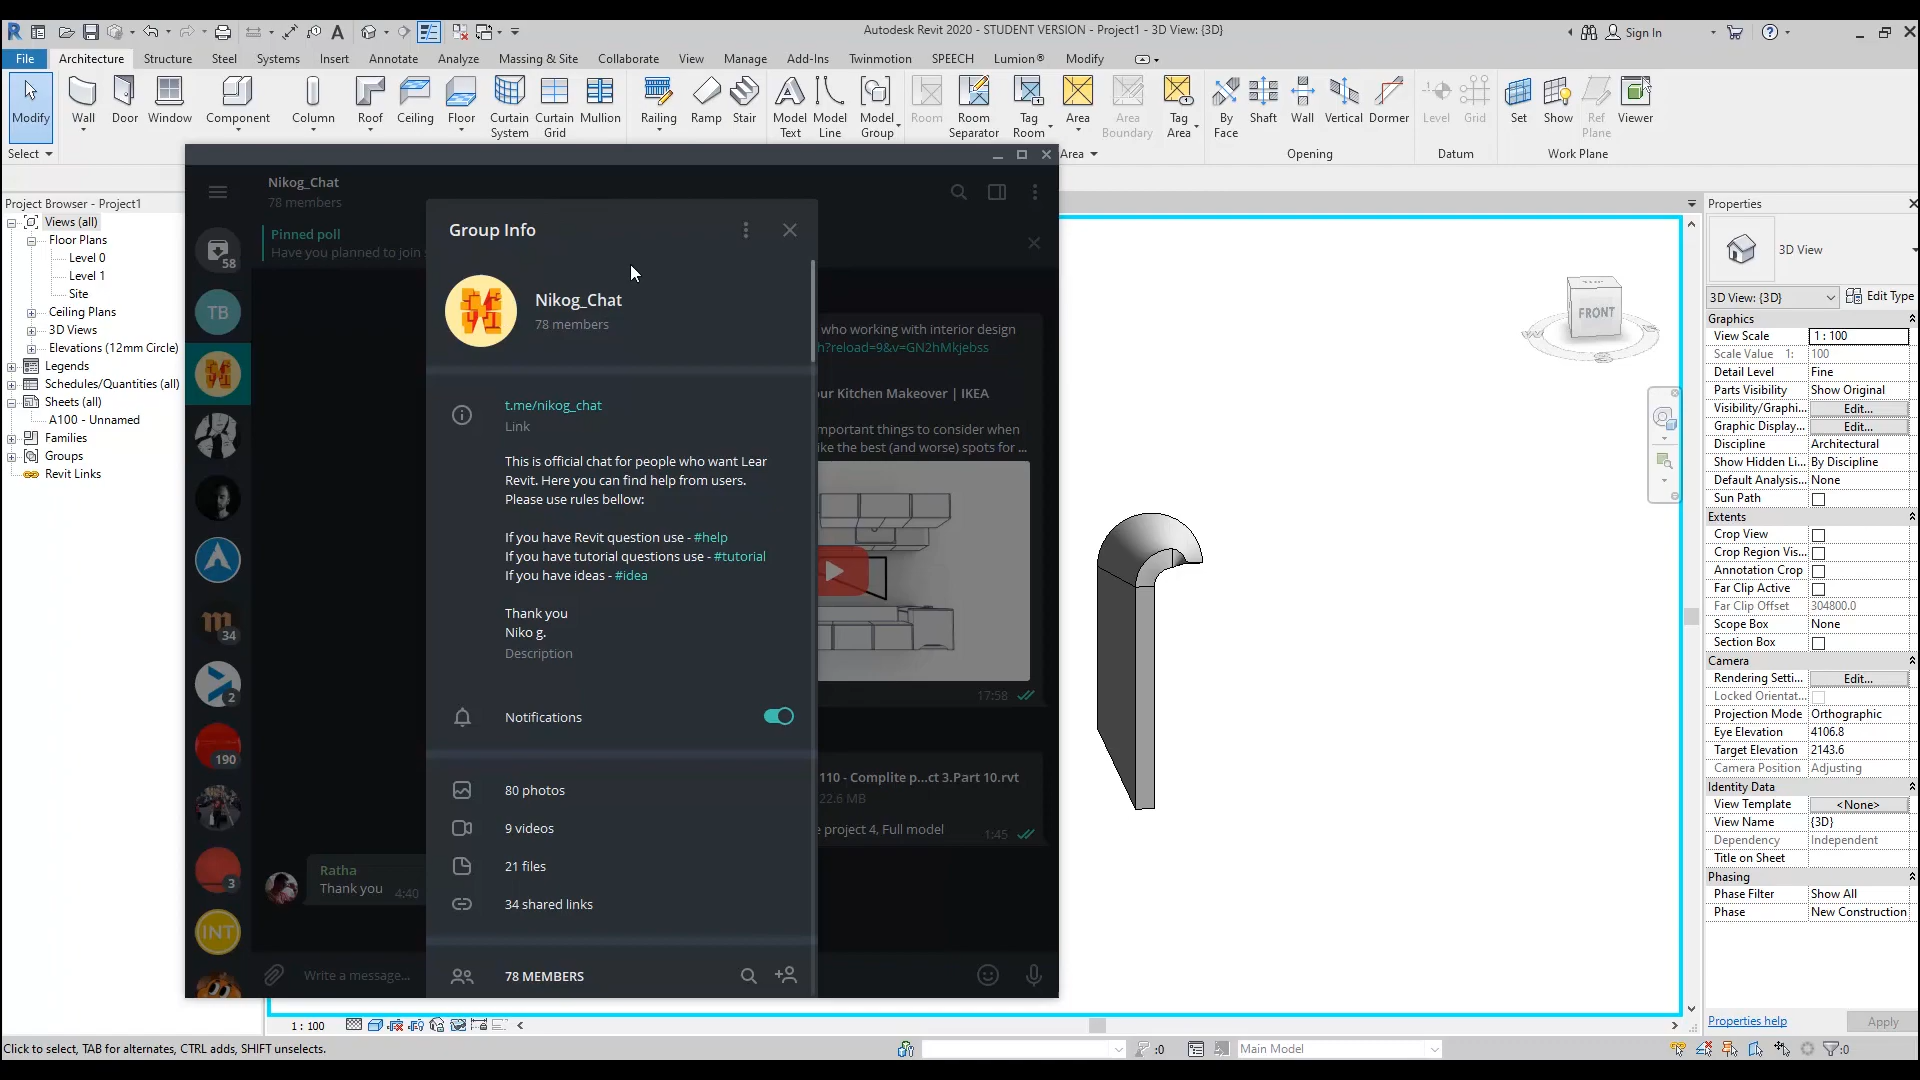 Autodesk Revit 2020 - STUDENT VERSION - Project1 - 3D View: {3D}
Sign In
File
Architecture
Structure
Steel
Systems
Insert
Annotate
Analyze
Massing & Site
Collaborate
View
Manage
Add-Ins
Twinmotion
SPEECH
Lumion®
Modify
Modify
Wall
Door
Window
Component
Column
Roof
Ceiling
Floor
Curtain System
Curtain Grid
Mullion
Railing
Ramp
Stair
Model Text
Model Line
Model Group
Room
Room Separator
Tag Room
Area
Area Boundary
Tag Area
By Face
Shaft
Wall
Vertical
Dormer
Level
Grid
Set
Show
Ref Plane
Viewer
Select
Area
Opening
Datum
Work Plane
Project Browser - Project1
Views (all)
Floor Plans
Level 0
Level 1
Site
Ceiling Plans
3D Views
Elevations (12mm Circle)
Legends
Schedules/Quantities (all)
Sheets (all)
A100 - Unnamed
Families
Groups
Revit Links
Nikog_Chat
78 members
Pinned poll
Have you planned to join
58
TB
34
2
190
3
INT
Group Info
Nikog_Chat
78 members
t.me/nikog_chat
Link
This is official chat for people who want Lear
Revit. Here you can find help from users.
Please use rules bellow:
If you have Revit question use - #help
If you have tutorial questions use - #tutorial
If you have ideas - #idea
Thank you
Niko g.
Description
Notifications
80 photos
9 videos
21 files
34 shared links
78 MEMBERS
who working with interior design
h?reload=9&v=GN2hMkjebss
our Kitchen Makeover | IKEA
mportant things to consider when
ike the best (and worse) spots for ...
17:58
110 - Complite p...ct 3.Part 10.rvt
22.6 MB
e project 4, Full model
1:45
Ratha
Thank you
4:40
Write a message...
FRONT
Properties
3D View
3D View: {3D}
Edit Type
Graphics
View Scale 1 : 100
Scale Value 1: 100
Detail Level Fine
Parts Visibility Show Original
Visibility/Graphi... Edit...
Graphic Display... Edit...
Discipline Architectural
Show Hidden Li... By Discipline
Default Analysis... None
Sun Path
Extents
Crop View
Crop Region Vis...
Annotation Crop
Far Clip Active
Far Clip Offset 304800.0
Scope Box None
Section Box
Camera
Rendering Setti... Edit...
Locked Orientat...
Projection Mode Orthographic
Eye Elevation 4106.8
Target Elevation 2143.6
Camera Position Adjusting
Identity Data
View Template <None>
View Name {3D}
Dependency Independent
Title on Sheet
Phasing
Phase Filter Show All
Phase New Construction
Properties help
Apply
1 : 100
Click to select, TAB for alternates, CTRL adds, SHIFT unselects.
:0
Main Model
:0